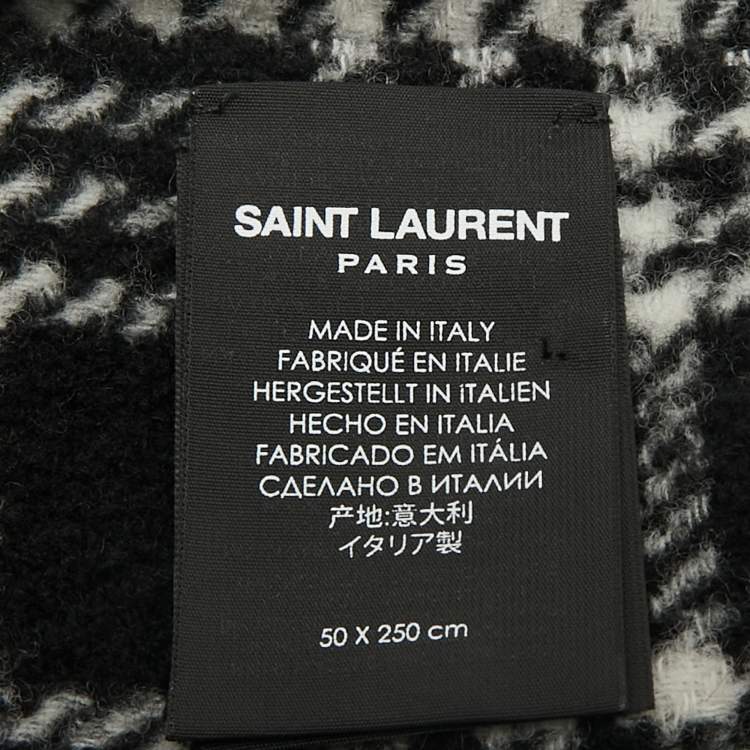 SAINT LAURENT
PARIS
MADE IN ITALY
FABRIQUÉ EN ITALIE
HERGESTELLT IN ITALIEN
HECHO EN ITALIA
FABRICADO EM ITÁLIA
СДЕЛАНО В ИТАЛИИ
产地:意大利
イタリア製
50 X 250 cm